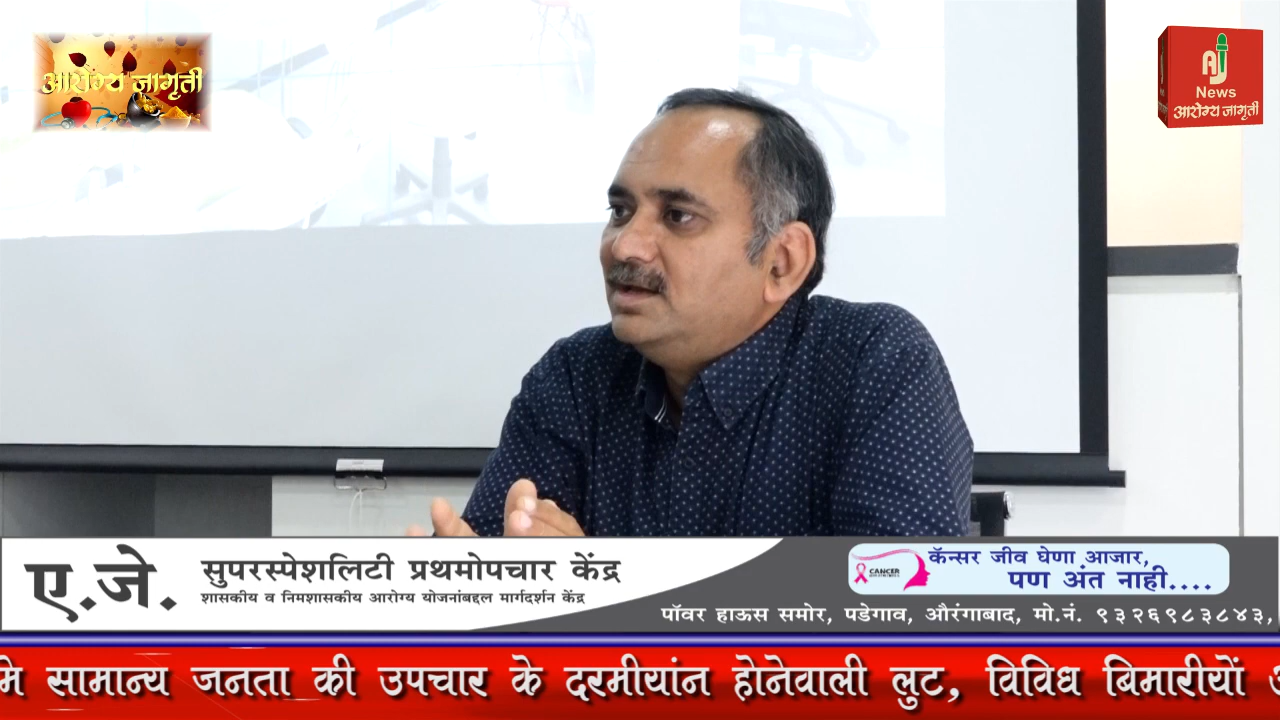 आरोग्य जागृती
AJ
News
आरोग्य जागृती
ए.जे.
सुपरस्पेशलिटी प्रथमोपचार केंद्र
शासकीय व निमशासकीय आरोग्य योजनांबद्दल मार्गदर्शन केंद्र
CANCER
कॅन्सर जीव घेणा आजार,
पण अंत नाही....
पॉवर हाऊस समोर, पडेगाव, औरंगाबाद, मो.नं. ९३२६९८३८४३,
मि सामान्य जनता की उपचार के दरमीयांन होनेवाली लुट, विविध बिमारीयों